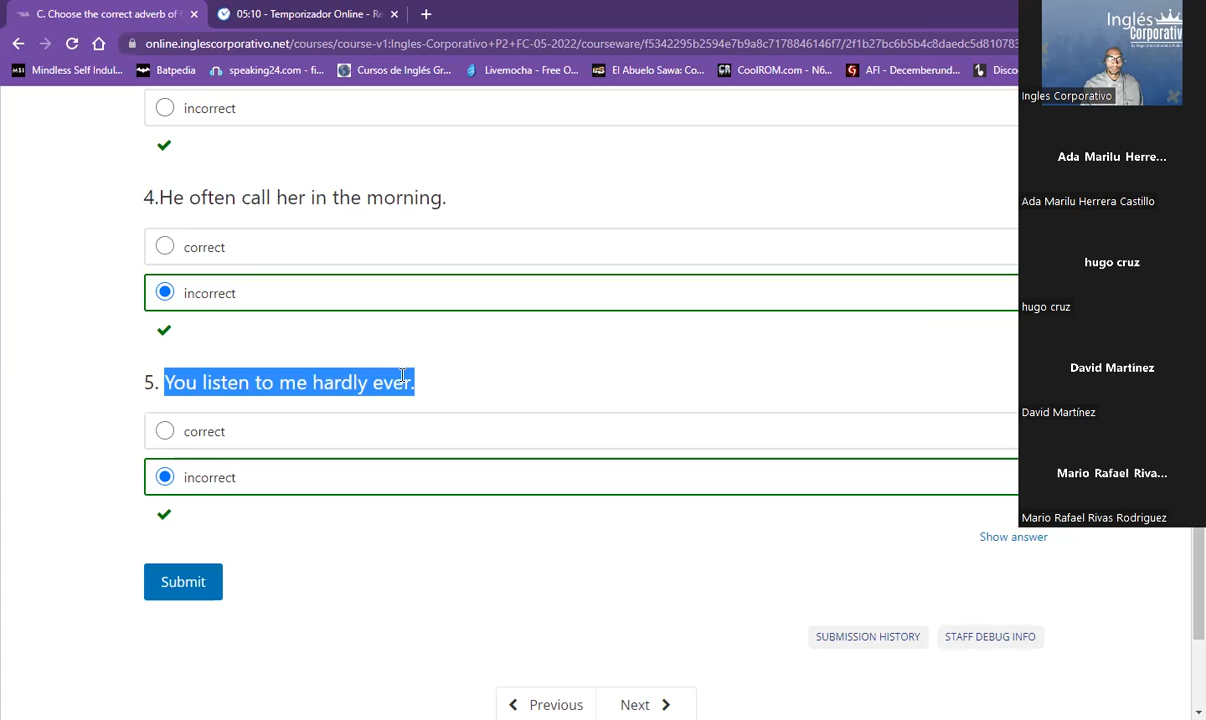 C. Choose the correct adverb of f
05:10 - Temporizador Online - Re
online.inglescorporativo.net/courses/course-v1:Ingles-Corporativo+P2+FC-05-2022/courseware/f5342295b2594e7b9a8c7178846146f7/2f1b27bc6b5b4c8daedc5d810783
Mindless Self Indul...
Batpedia
speaking24.com - fi...
Cursos de Inglés Gr...
Livemocha - Free O...
El Abuelo Sawa: Co...
CoolROM.com - N6...
AFI - Decemberund...
Disco
incorrect
4.He often call her in the morning.
correct
incorrect
5. You listen to me hardly ever.
correct
incorrect
Show answer
Submit
SUBMISSION HISTORY
STAFF DEBUG INFO
Previous
Next
Inglés
Corporativo
Ingles Corporativo
Ada Marilu Herre...
Ada Marilu Herrera Castillo
hugo cruz
hugo cruz
David Martínez
David Martínez
Mario Rafael Riva...
Mario Rafael Rivas Rodriguez